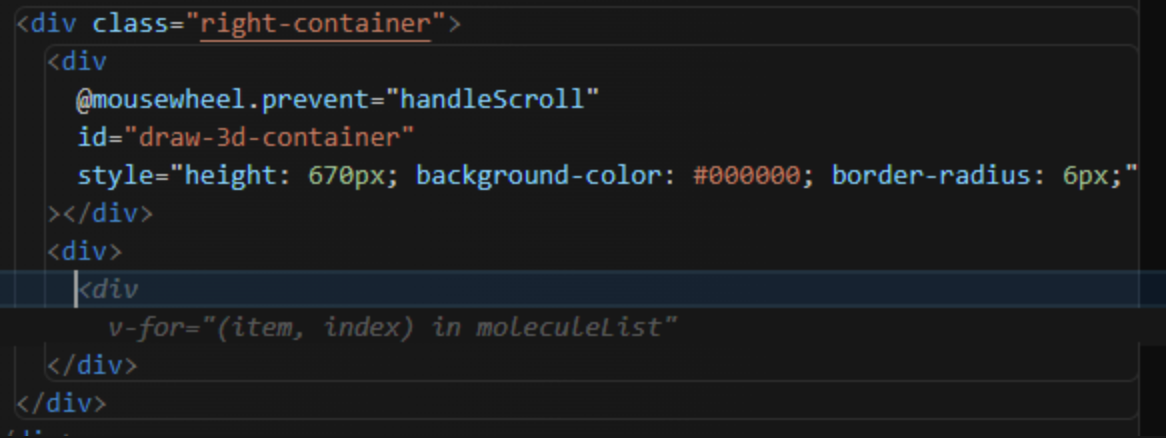 <div class="right-container">
<div
@mousewheel.prevent="handleScroll"
id="draw-3d-container"
style="height: 670px; background-color: #000000; border-radius: 6px;"
></div>
<div>
<div
v-for="(item, index) in moleculeList"
</div>
</div>